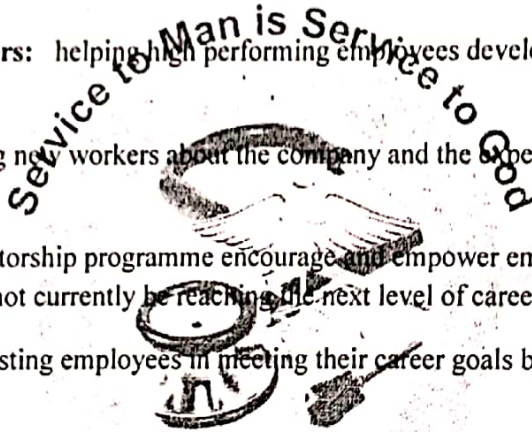 Service to Man is Service to God
rs: helping high performing employees develo
g new workers about the company and the expe
torship programme encourage and empower em
not currently be reaching the next level of caree
sting employees in meeting their career goals b